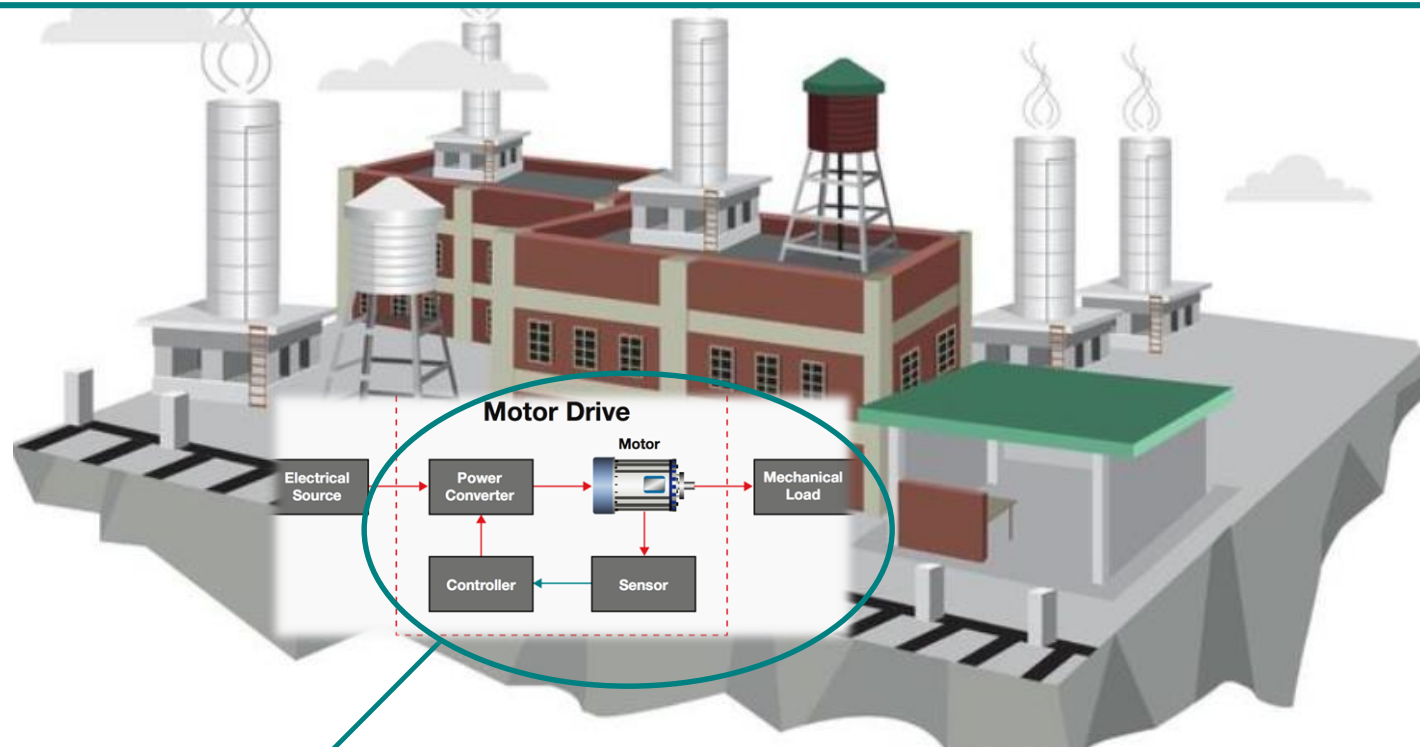 Motor Drive
Motor
Electrical
Source
Power
Converter
Mechanical
Load
Controller
Sensor